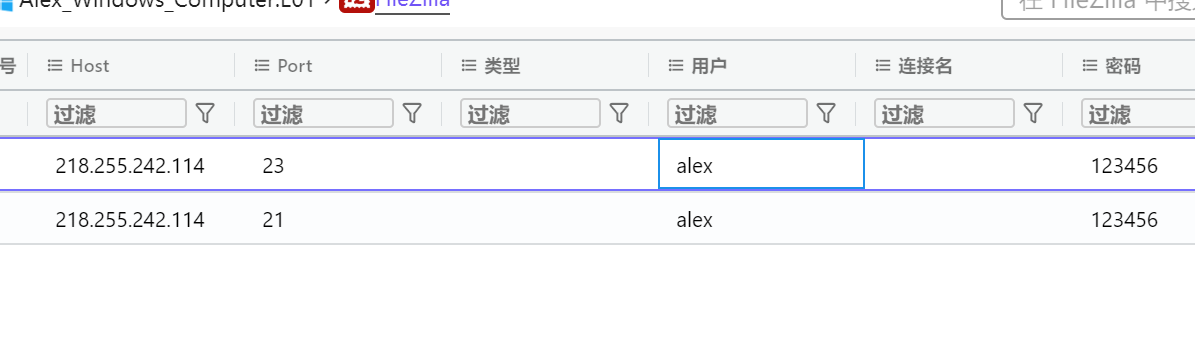 Alex_Windows_Computer.E01 › FileZilla 在 FileZilla 中搜
号 Host Port 类型 用户 连接名 密码
过滤 过滤 过滤 过滤 过滤 过滤
218.255.242.114 23 alex 123456
218.255.242.114 21 alex 123456